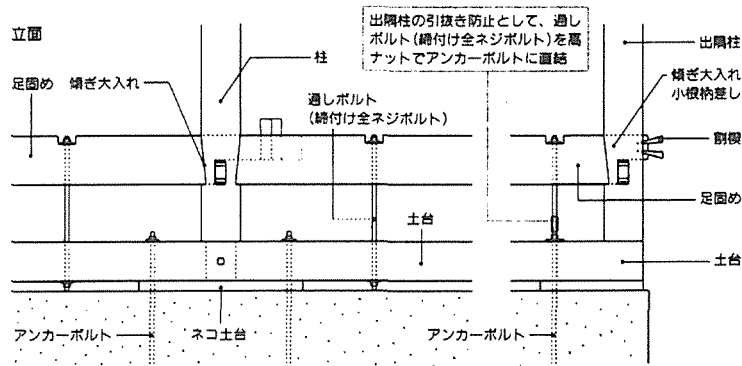 立面
出隅柱の引抜き防止として、通し
ボルト(締付け全ネジボルト)を高
ナットでアンカーボルトに直結
柱
出隅柱
足固め
傾ぎ大入れ
通しボルト
(締付け全ネジボルト)
傾ぎ大入れ
小根柄差し
割楔
足固め
土台
土台
アンカーボルト
ネコ土台
アンカーボルト